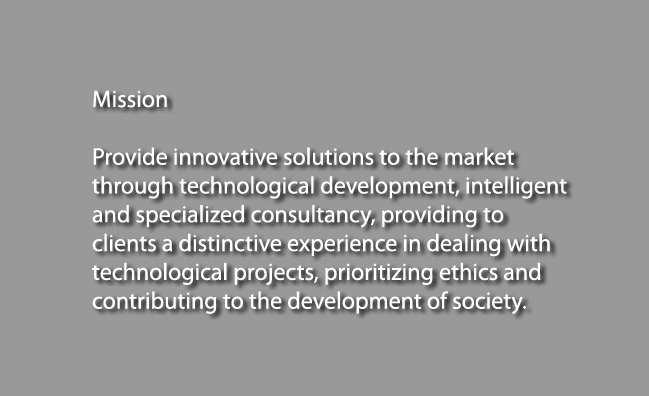 Mission
Provide innovative solutions to the market
through technological development, intelligent
and specialized consultancy, providing to
clients a distinctive experience in dealing with
technological projects, prioritizing ethics and
contributing to the development of society.